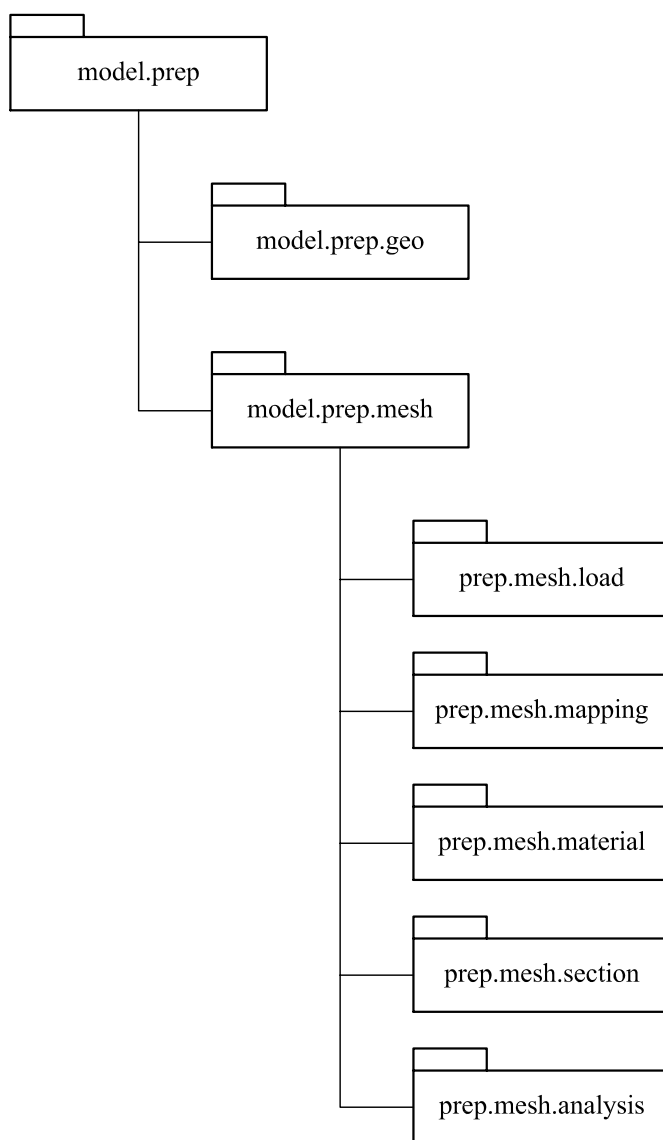 model.prep
model.prep.geo
model.prep.mesh
prep.mesh.load
prep.mesh.mapping
prep.mesh.material
prep.mesh.section
prep.mesh.analysis